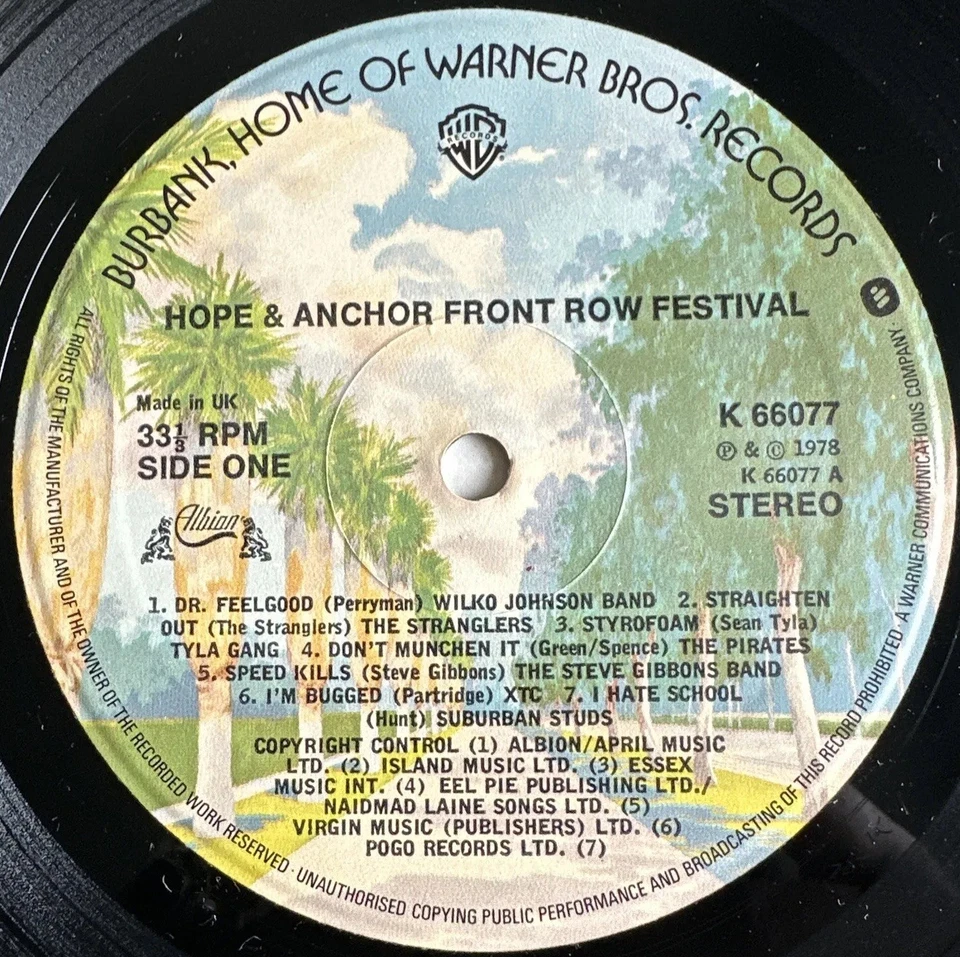 BURBANK, HOME OF WARNER BROS. RECORDS
W
RECORDS
HOPE & ANCHOR FRONT ROW FESTIVAL
Made in UK
33⅓ RPM
SIDE ONE
Albion
K 66077
℗ & © 1978
K 66077 A
STEREO
1. DR. FEELGOOD (Perryman) WILKO JOHNSON BAND 2. STRAIGHTEN
OUT (The Stranglers) THE STRANGLERS 3. STYROFOAM (Sean Tyla)
TYLA GANG 4. DON'T MUNCHEN IT (Green/Spence) THE PIRATES
5. SPEED KILLS (Steve Gibbons) THE STEVE GIBBONS BAND
6. I'M BUGGED (Partridge) XTC 7. I HATE SCHOOL
(Hunt) SUBURBAN STUDS
COPYRIGHT CONTROL (1) ALBION/APRIL MUSIC
LTD. (2) ISLAND MUSIC LTD. (3) ESSEX
MUSIC INT. (4) EEL PIE PUBLISHING LTD./
NAIDMAD LAINE SONGS LTD. (5)
VIRGIN MUSIC (PUBLISHERS) LTD. (6)
POGO RECORDS LTD. (7)
ALL RIGHTS OF THE MANUFACTURER AND OF THE OWNER OF THE RECORDED WORK RESERVED · UNAUTHORISED COPYING PUBLIC PERFORMANCE AND BROADCASTING OF THIS RECORD PROHIBITED · A WARNER COMMUNICATIONS COMPANY ·